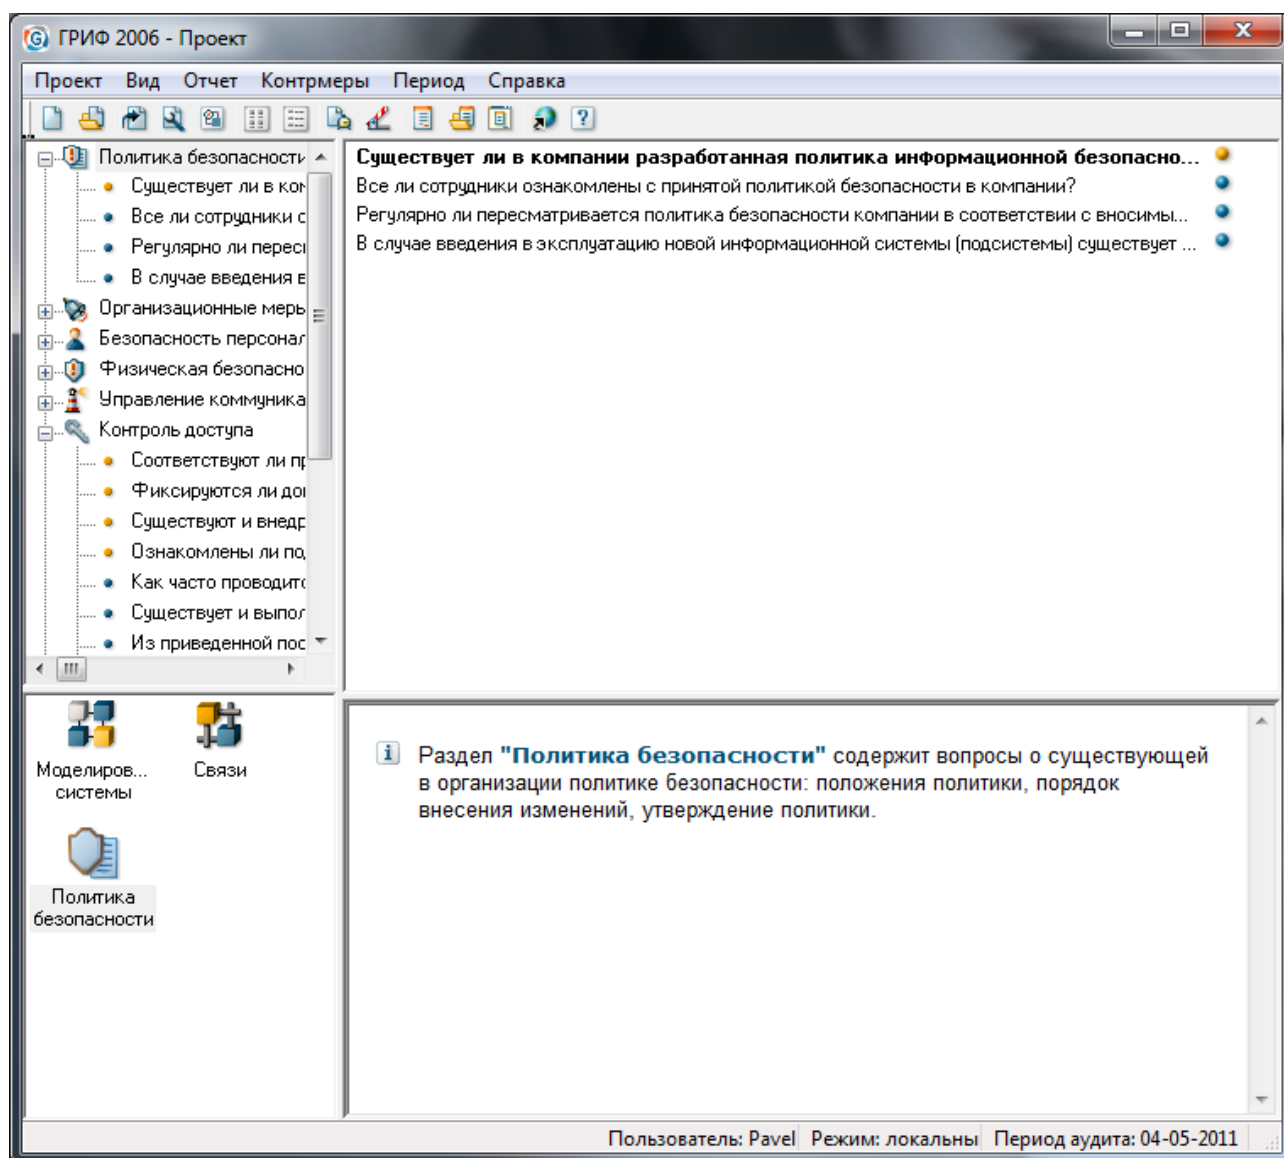 ГРИФ 2006 - Проект
Проект Вид Отчет Контрмеры Период Справка
Политика безопасности
Существует ли в ком
Все ли сотрудники с
Регулярно ли перес
В случае введения в
Организационные меры
Безопасность персонал
Физическая безопасно
Управление коммуника
Контроль доступа
Соответствуют ли пр
Фиксируются ли дог
Существуют и внедр
Ознакомлены ли по
Как часто проводит
Существует и выпол
Из приведенной пос
Существует ли в компании разработанная политика информационной безопасно...
Все ли сотрудники ознакомлены с принятой политикой безопасности в компании?
Регулярно ли пересматривается политика безопасности компании в соответствии с вносимы...
В случае введения в эксплуатацию новой информационной системы (подсистемы) существует ...
Моделиров...
системы
Связи
Политика
безопасности
Раздел "Политика безопасности" содержит вопросы о существующей
в организации политике безопасности: положения политики, порядок
внесения изменений, утверждение политики.
Пользователь: Pavel Режим: локальны Период аудита: 04-05-2011